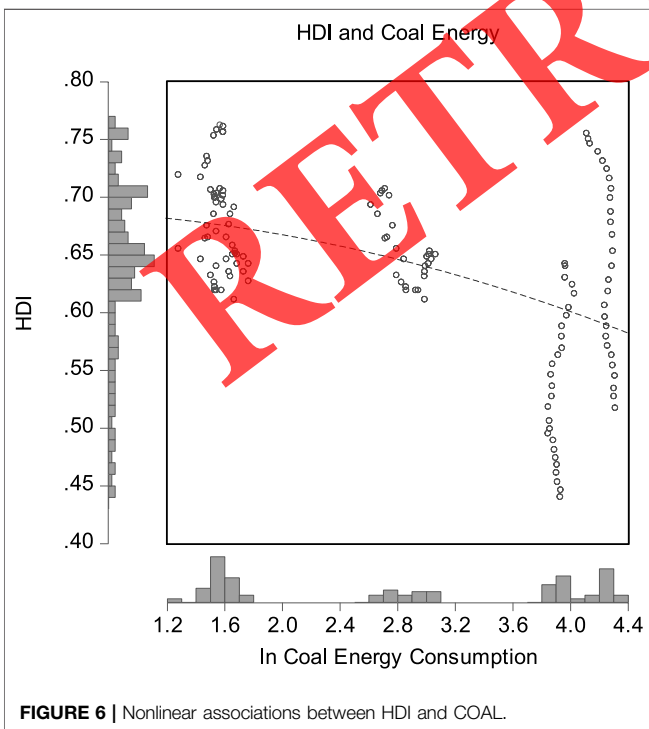 HDI and Coal Energy
RETR
.80
.75
.70
.65
.60
.55
.50
.45
.40
HDI
1.2 1.6 2.0 2.4 2.8 3.2 3.6 4.0 4.4
ln Coal Energy Consumption
FIGURE 6 | Nonlinear associations between HDI and COAL.